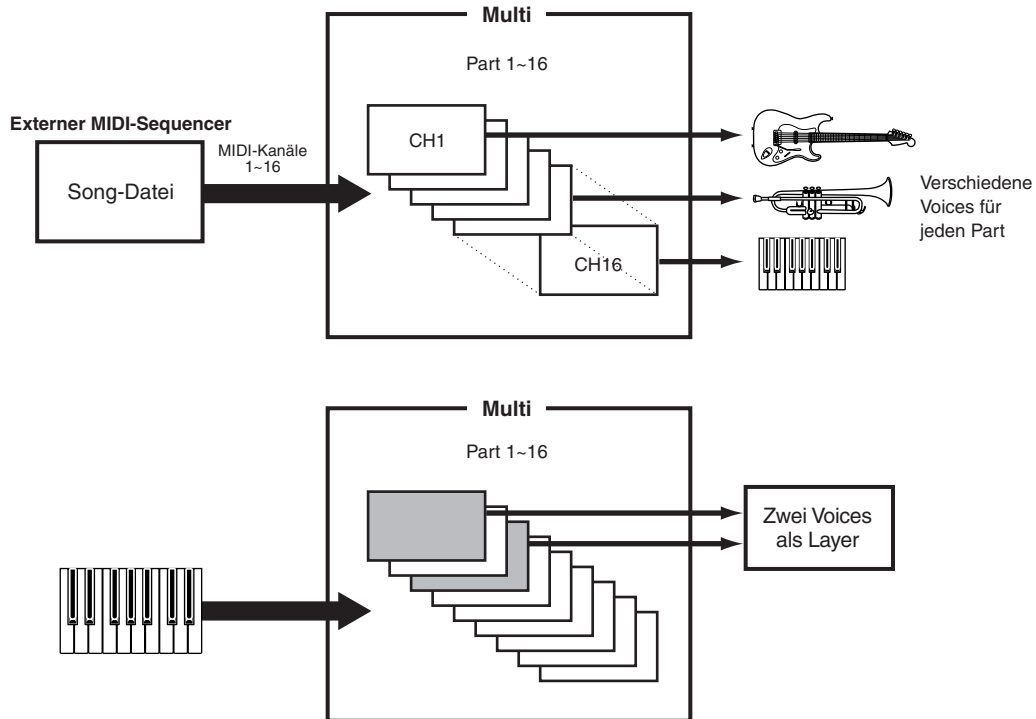 Multi
Part 1~16
Externer MIDI-Sequencer
MIDI-Kanäle
1~16
Song-Datei
CH1
CH16
Verschiedene
Voices für
jeden Part
Multi
Part 1~16
Zwei Voices
als Layer